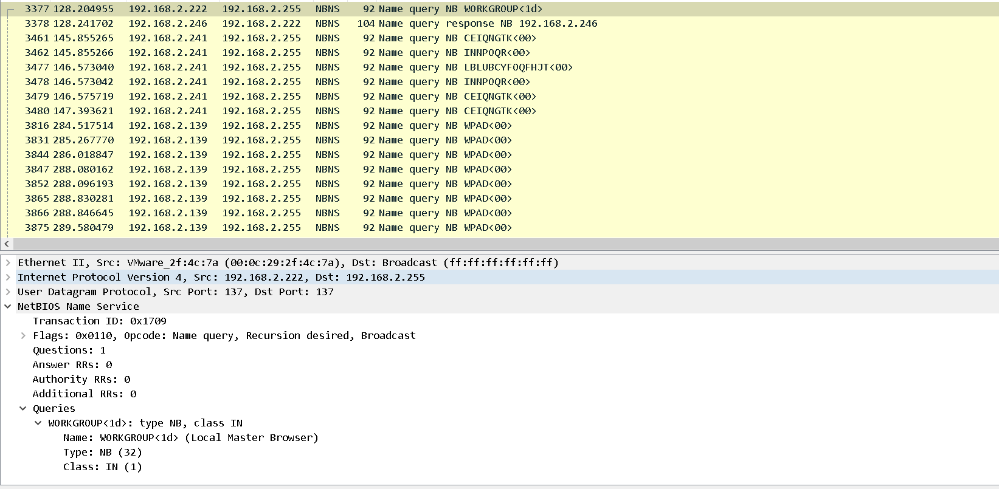 3377 128.204955 192.168.2.222 192.168.2.255 NBNS 92 Name query NB WORKGROUP<1d>
3378 128.241702 192.168.2.246 192.168.2.222 NBNS 104 Name query response NB 192.168.2.246
3461 145.855265 192.168.2.241 192.168.2.255 NBNS 92 Name query NB CEIQNGTK<00>
3462 145.855266 192.168.2.241 192.168.2.255 NBNS 92 Name query NB INNPOQR<00>
3477 146.573040 192.168.2.241 192.168.2.255 NBNS 92 Name query NB LBLUBCYFOQFHJT<00>
3478 146.573042 192.168.2.241 192.168.2.255 NBNS 92 Name query NB INNPOQR<00>
3479 146.575719 192.168.2.241 192.168.2.255 NBNS 92 Name query NB CEIQNGTK<00>
3480 147.393621 192.168.2.241 192.168.2.255 NBNS 92 Name query NB CEIQNGTK<00>
3816 284.517514 192.168.2.139 192.168.2.255 NBNS 92 Name query NB WPAD<00>
3831 285.267770 192.168.2.139 192.168.2.255 NBNS 92 Name query NB WPAD<00>
3844 286.018847 192.168.2.139 192.168.2.255 NBNS 92 Name query NB WPAD<00>
3847 288.080162 192.168.2.139 192.168.2.255 NBNS 92 Name query NB WPAD<00>
3852 288.096193 192.168.2.139 192.168.2.255 NBNS 92 Name query NB WPAD<00>
3865 288.830281 192.168.2.139 192.168.2.255 NBNS 92 Name query NB WPAD<00>
3866 288.846645 192.168.2.139 192.168.2.255 NBNS 92 Name query NB WPAD<00>
3875 289.580479 192.168.2.139 192.168.2.255 NBNS 92 Name query NB WPAD<00>
Ethernet II, Src: VMware_2f:4c:7a (00:0c:29:2f:4c:7a), Dst: Broadcast (ff:ff:ff:ff:ff:ff)
Internet Protocol Version 4, Src: 192.168.2.222, Dst: 192.168.2.255
User Datagram Protocol, Src Port: 137, Dst Port: 137
NetBIOS Name Service
Transaction ID: 0x1709
Flags: 0x0110, Opcode: Name query, Recursion desired, Broadcast
Questions: 1
Answer RRs: 0
Authority RRs: 0
Additional RRs: 0
Queries
WORKGROUP<1d>: type NB, class IN
Name: WORKGROUP<1d> (Local Master Browser)
Type: NB (32)
Class: IN (1)